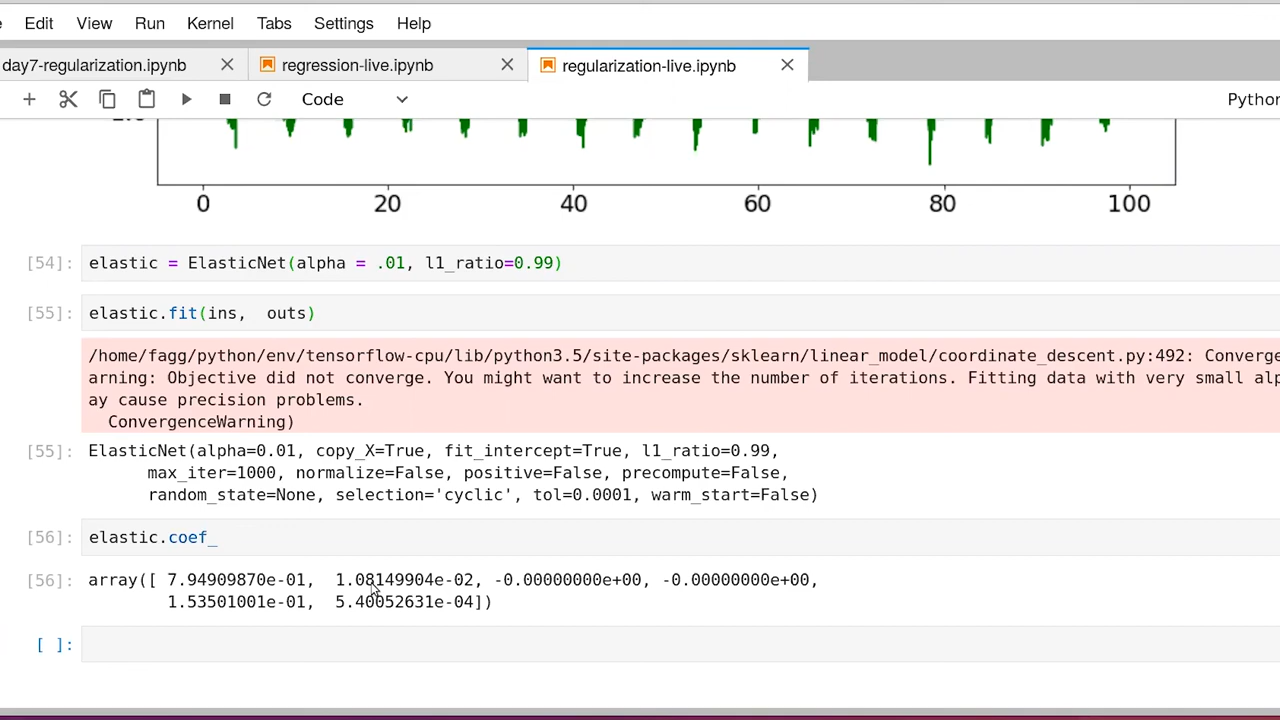 Edit View Run Kernel Tabs Settings Help
day7-regularization.ipynb regression-live.ipynb regularization-live.ipynb
Code Python
0 20 40 60 80 100
[54]: elastic = ElasticNet(alpha = .01, l1_ratio=0.99)
[55]: elastic.fit(ins,  outs)
/home/fagg/python/env/tensorflow-cpu/lib/python3.5/site-packages/sklearn/linear_model/coordinate_descent.py:492: Converge
arning: Objective did not converge. You might want to increase the number of iterations. Fitting data with very small alp
ay cause precision problems.
ConvergenceWarning)
[55]: ElasticNet(alpha=0.01, copy_X=True, fit_intercept=True, l1_ratio=0.99,
max_iter=1000, normalize=False, positive=False, precompute=False,
random_state=None, selection='cyclic', tol=0.0001, warm_start=False)
[56]: elastic.coef_
[56]: array([ 7.94909870e-01,  1.08149904e-02, -0.00000000e+00, -0.00000000e+00,
1.53501001e-01,  5.40052631e-04])
[ ]: